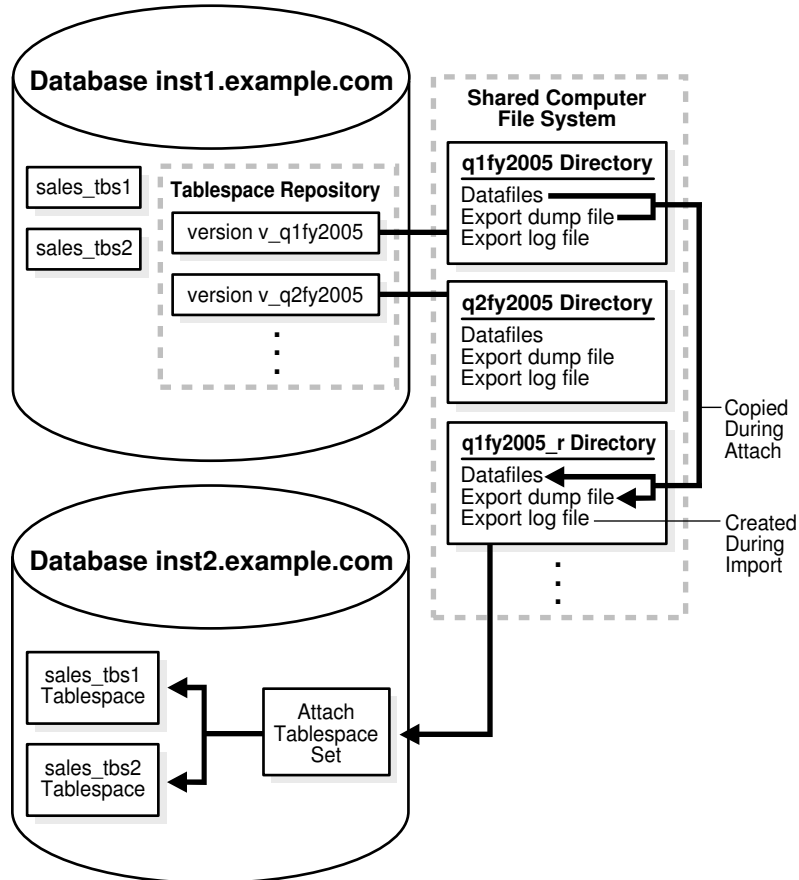 Database inst1.example.com
sales_tbs1
sales_tbs2
Tablespace Repository
version v_q1fy2005
version v_q2fy2005
Shared Computer
File System
q1fy2005 Directory
Datafiles
Export dump file
Export log file
q2fy2005 Directory
Datafiles
Export dump file
Export log file
q1fy2005_r Directory
Datafiles
Export dump file
Export log file
Copied
During
Attach
Created
During
Import
Database inst2.example.com
sales_tbs1
Tablespace
sales_tbs2
Tablespace
Attach
Tablespace
Set